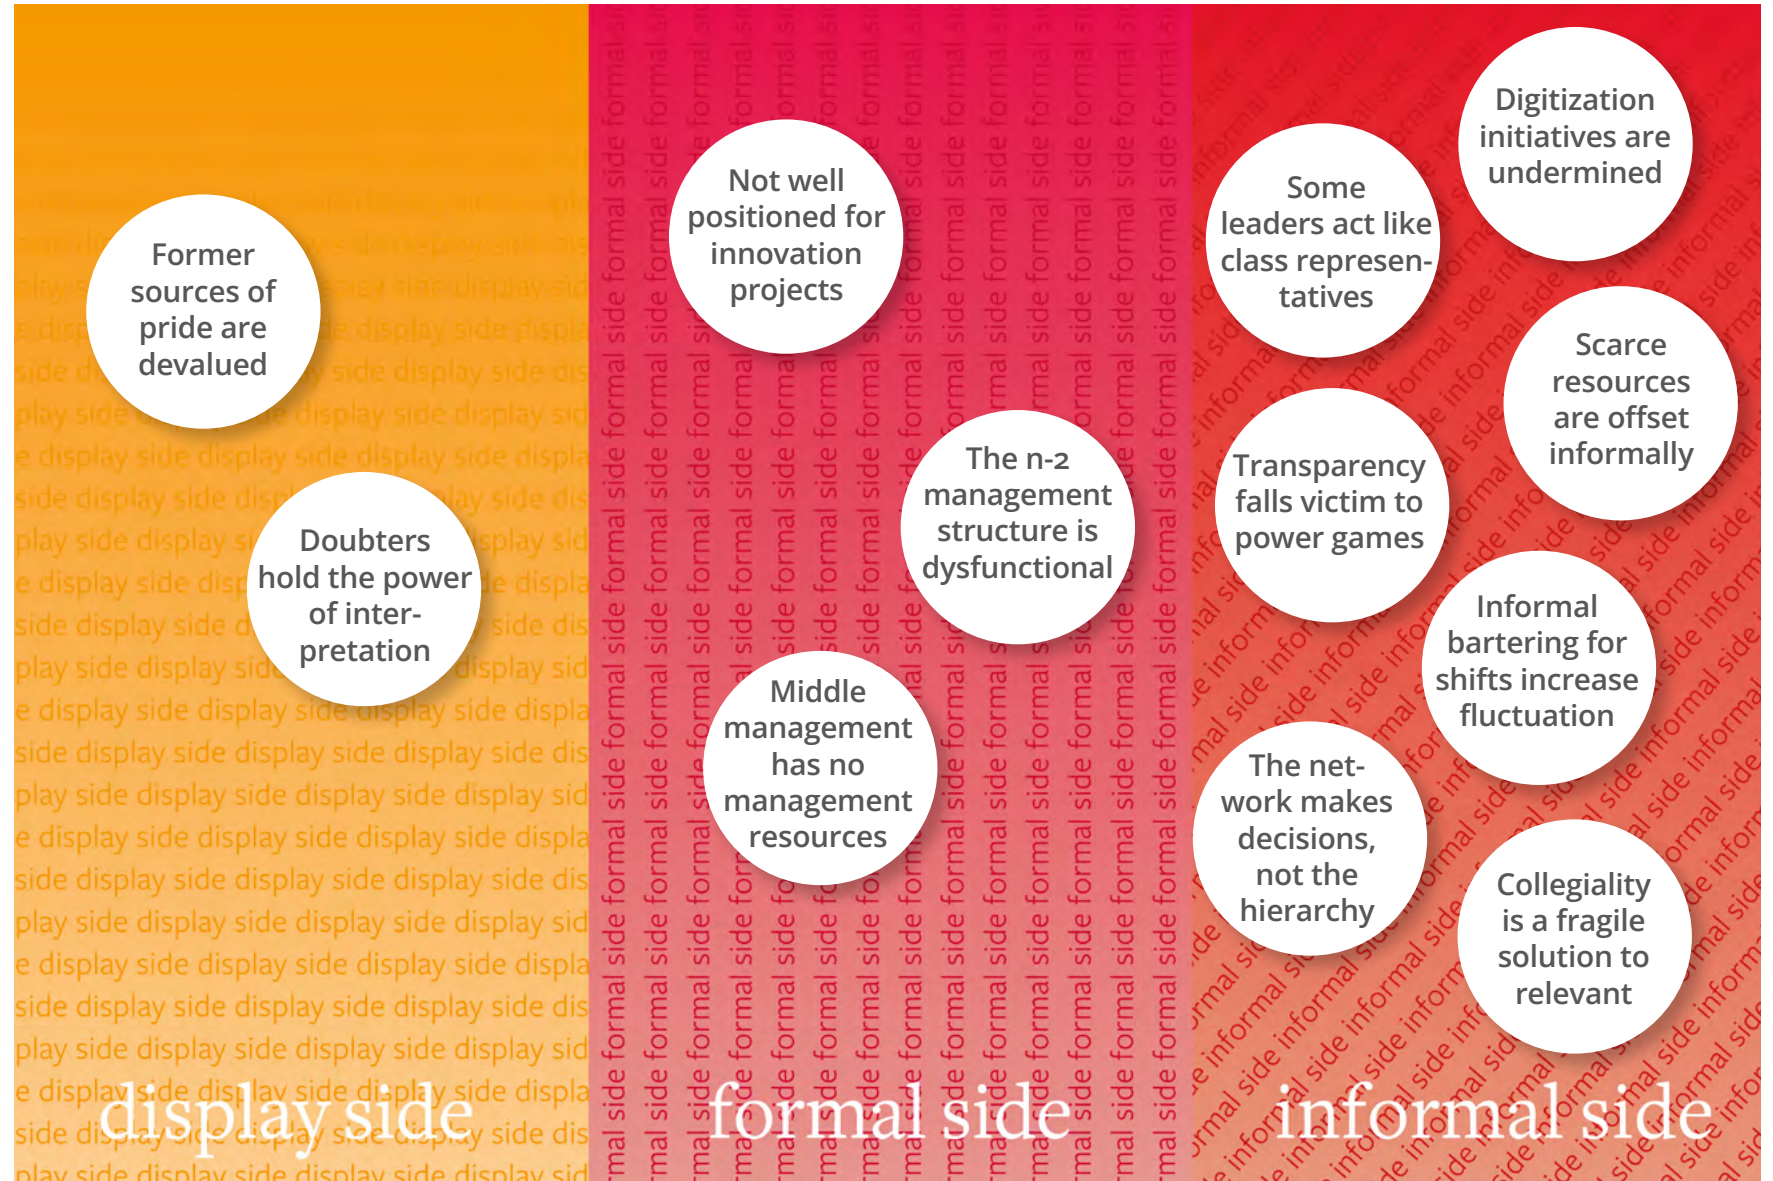 Former
sources of
pride are
devalued
Doubters
hold the power
of inter-
pretation
display side
Not well
positioned for
innovation
projects
The n-2
management
structure is
dysfunctional
Middle
management
has no
management
resources
formal side
Digitization
initiatives are
undermined
Some
leaders act like
class represen-
tatives
Scarce
resources
are offset
informally
Transparency
falls victim to
power games
Informal
bartering for
shifts increase
fluctuation
The net-
work makes
decisions,
not the
hierarchy
Collegiality
is a fragile
solution to
relevant
informal side